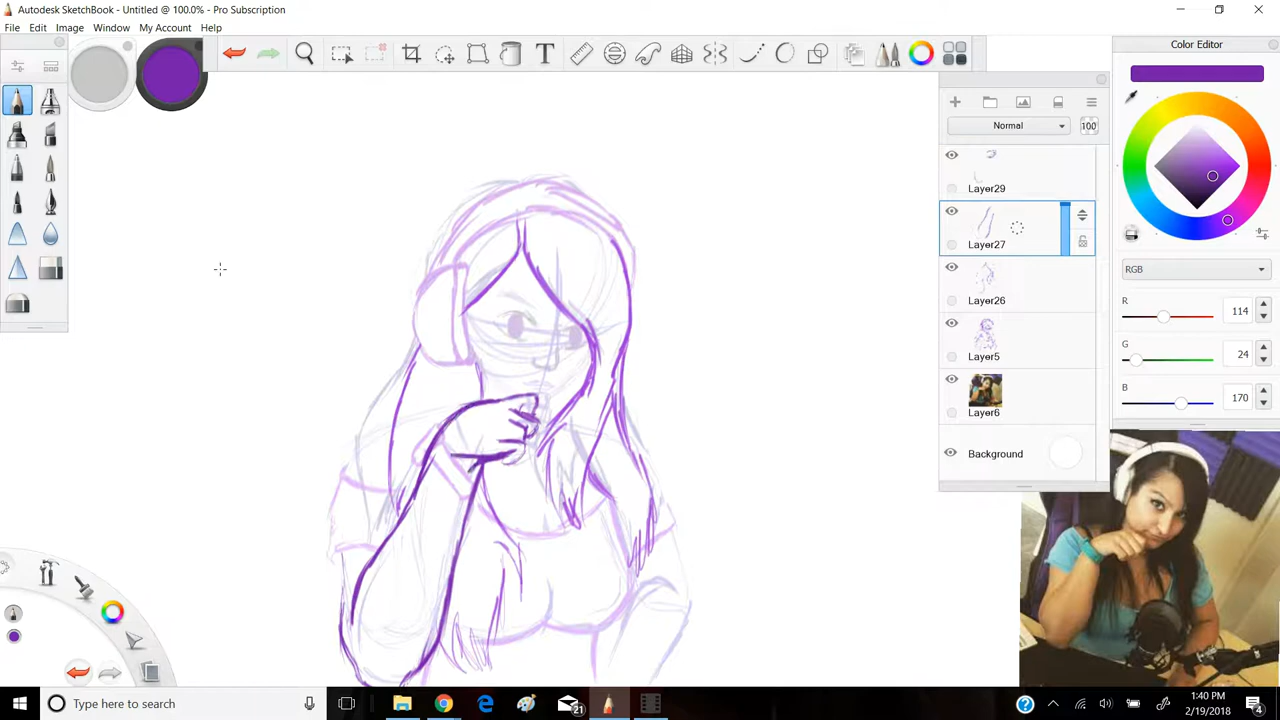 Autodesk SketchBook - Untitled @ 100.0% - Pro Subscription
File Edit Image Window My Account Help
T
Color Editor
Normal
100
Layer29
Layer27
Layer26
Layer5
Layer6
Background
RGB
R
114
G
24
B
170
Type here to search
21
1:40 PM
2/19/2018
4